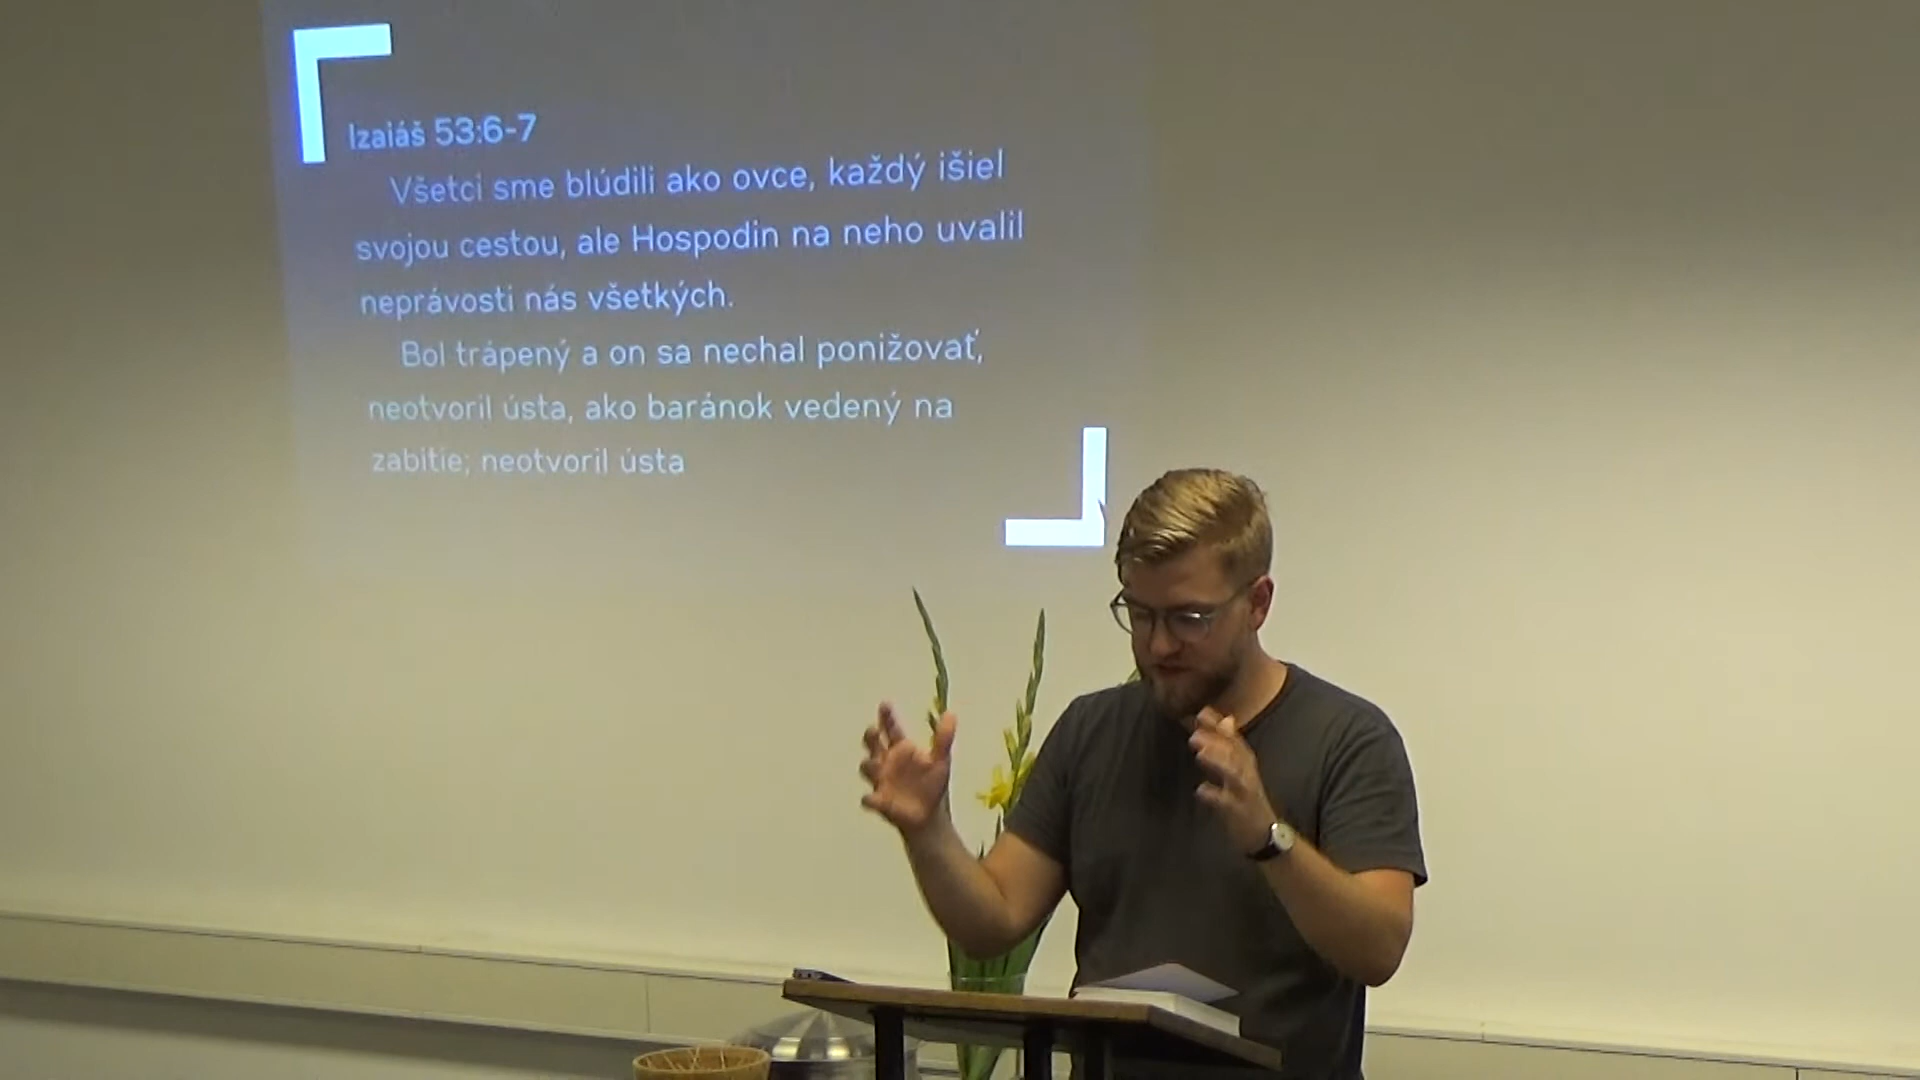 Izaiáš 53:6-7
Všetci sme blúdili ako ovce, každý išiel
svojou cestou, ale Hospodin na neho uvalil
neprávosti nás všetkých.
Bol trápený a on sa nechal ponižovať,
neotvoril ústa, ako baránok vedený na
zabitie; neotvoril ústa